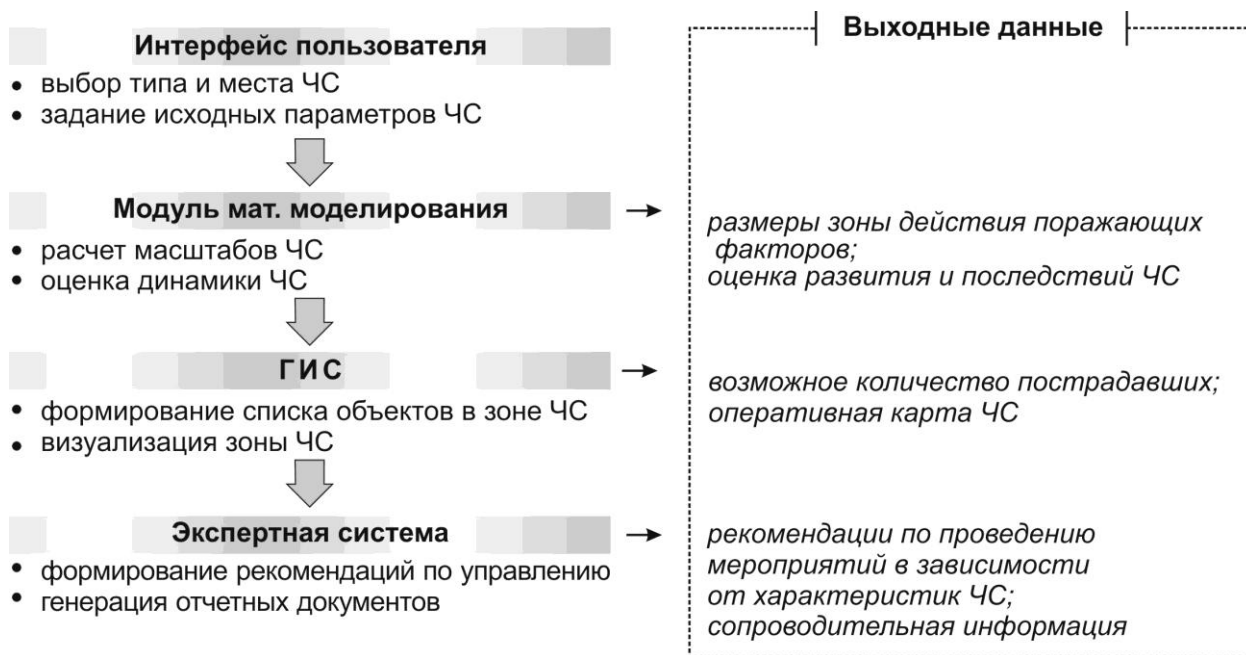 Интерфейс пользователя
• выбор типа и места ЧС
• задание исходных параметров ЧС
Модуль мат. моделирования
• расчет масштабов ЧС
• оценка динамики ЧС
ГИС
• формирование списка объектов в зоне ЧС
• визуализация зоны ЧС
Экспертная система
• формирование рекомендаций по управлению
• генерация отчетных документов
Выходные данные
размеры зоны действия поражающих
факторов;
оценка развития и последствий ЧС
возможное количество пострадавших;
оперативная карта ЧС
рекомендации по проведению
мероприятий в зависимости
от характеристик ЧС;
сопроводительная информация